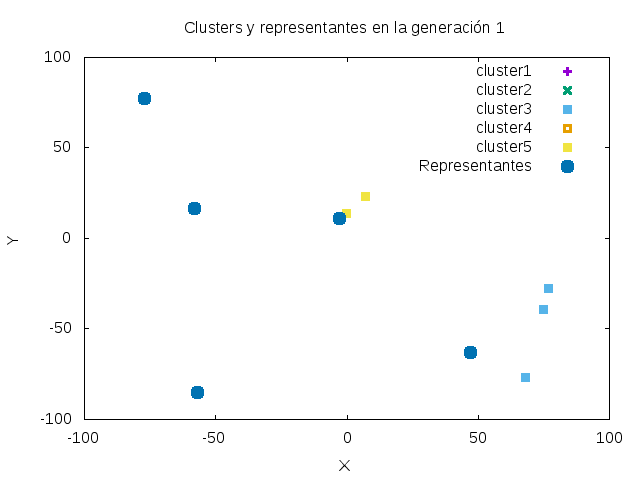 Clusters y representantes en la generación 1
100
50
0
-50
-100
-100
-50
0
50
100
X
Y
cluster1
cluster2
cluster3
cluster4
cluster5
Representantes